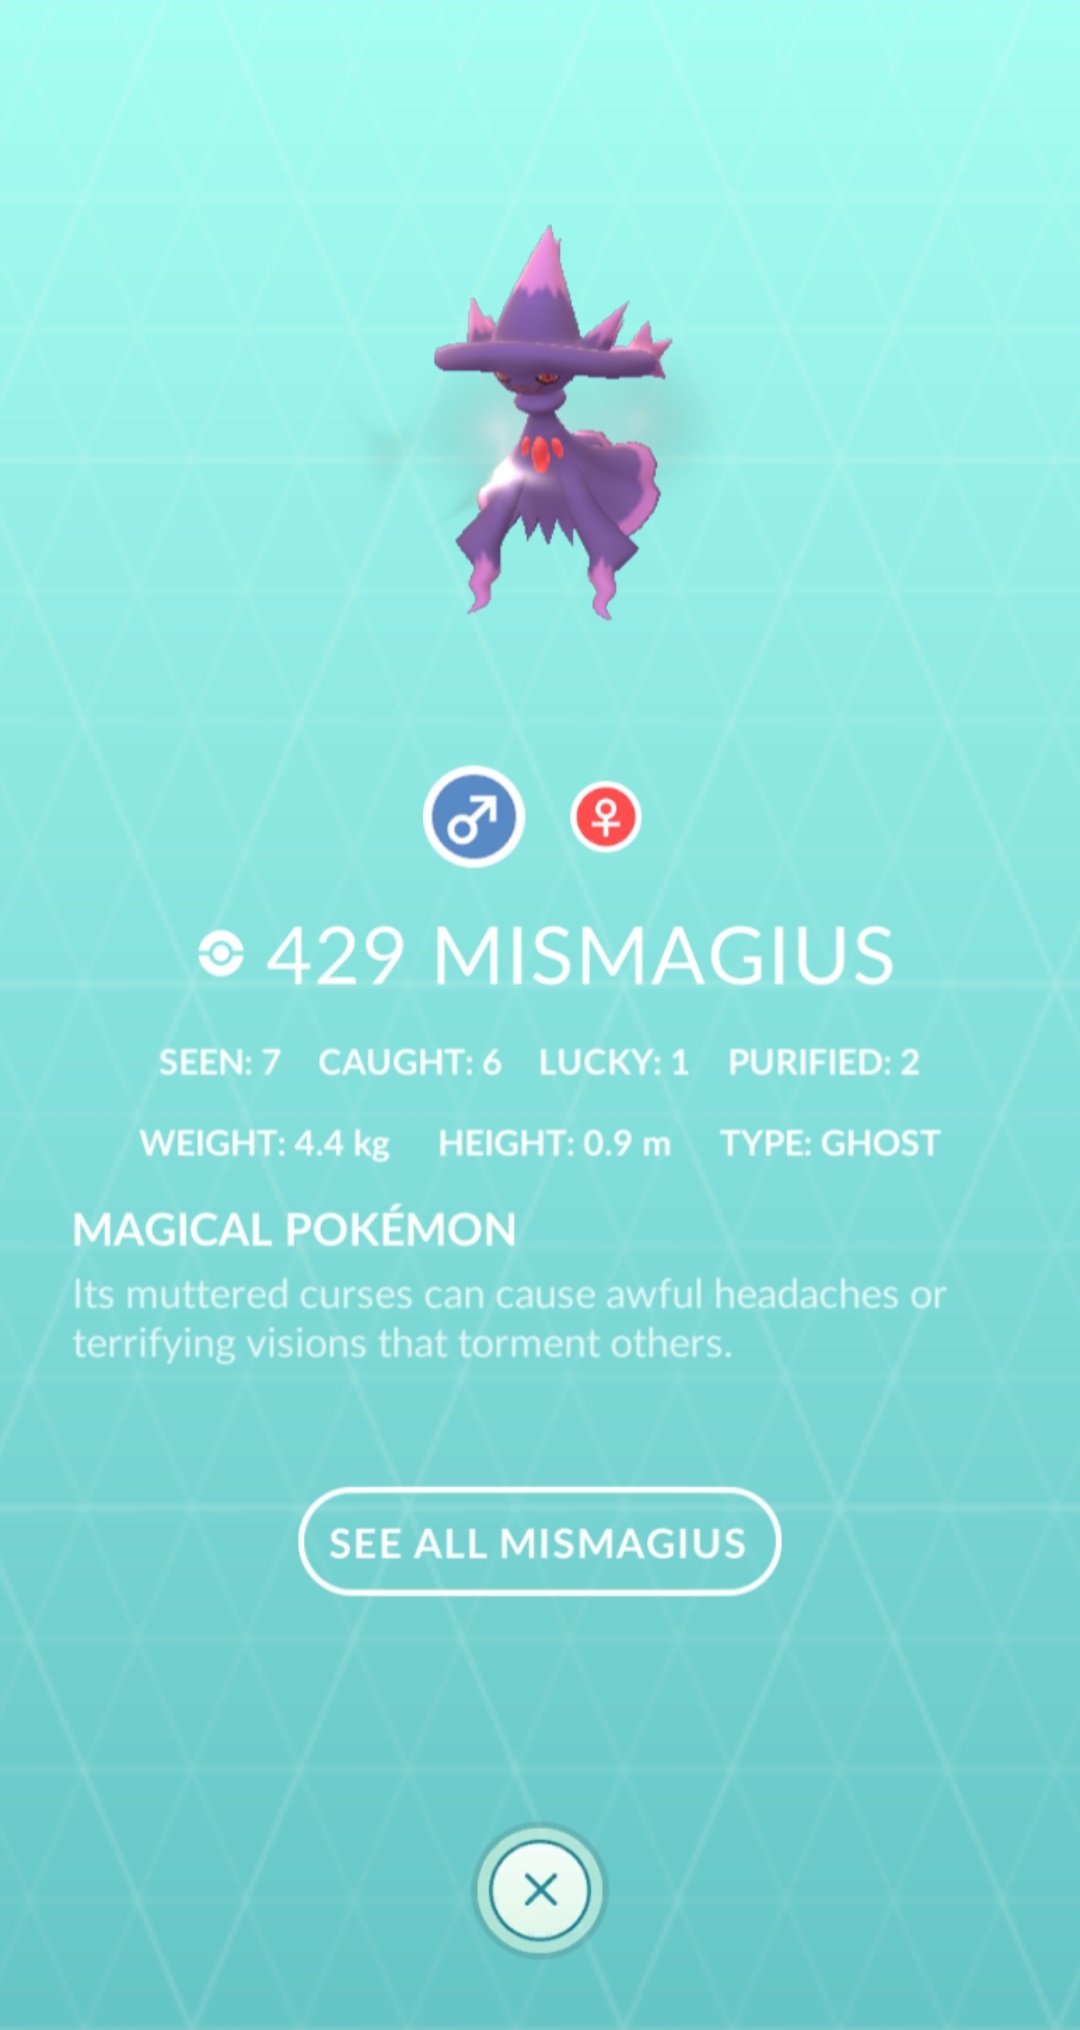 429 MISMAGIUS
SEEN: 7 CAUGHT: 6 LUCKY: 1 PURIFIED: 2
WEIGHT: 4.4 kg HEIGHT: 0.9 m TYPE: GHOST
MAGICAL POKÉMON
Its muttered curses can cause awful headaches or
terrifying visions that torment others.
SEE ALL MISMAGIUS